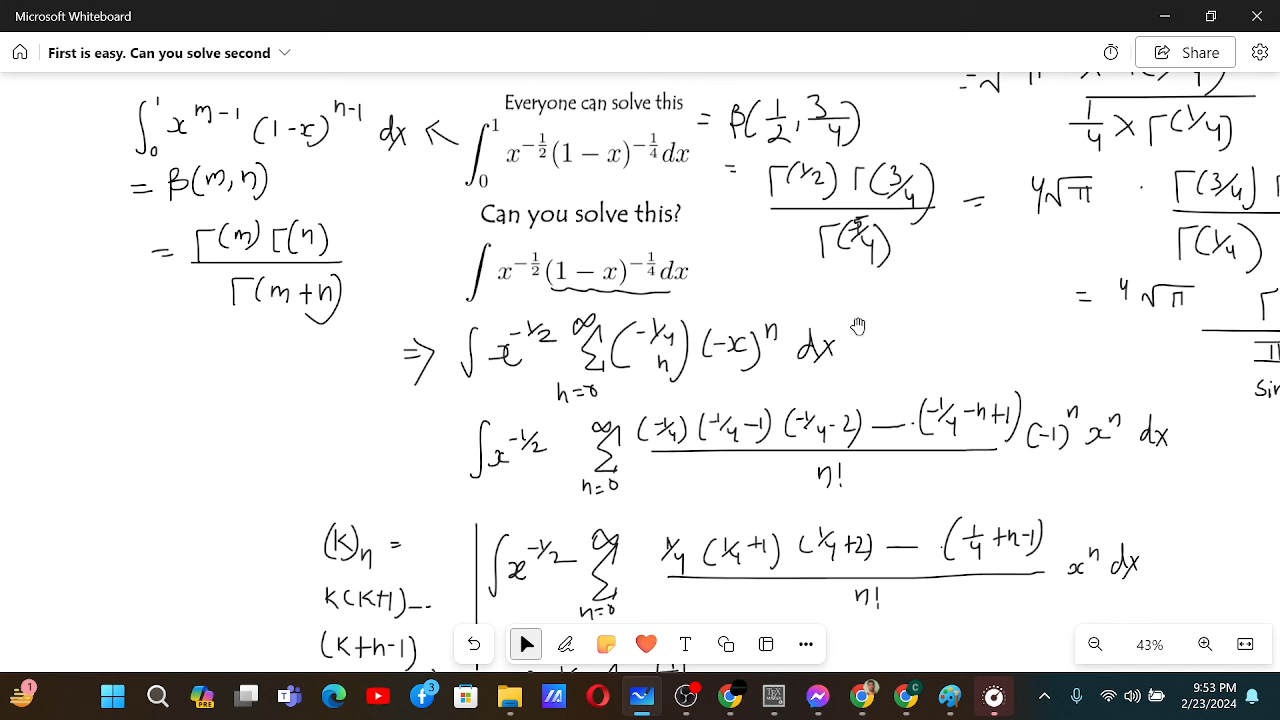 Microsoft Whiteboard
First is easy. Can you solve second
Share
∫₀¹ x^{m-1} (1-x)^{n-1} dx
= β(m, n)
= Γ(m) Γ(n) / Γ(m+n)
Everyone can solve this
∫₀¹ x^{-1/2}(1 − x)^{-1/4}dx
= β(1/2, 3/4)
= Γ(1/2) Γ(3/4) / Γ(5/4)
= 4√π · Γ(3/4) / Γ(1/4)
= 4√π
1/4 × Γ(1/4)
Sin
Can you solve this?
∫ x^{-1/2}(1 − x)^{-1/4}dx
⇒ ∫ x^{-1/2} ∑_{n=0}^{∞} (-1/4 n) (-x)^n dx
∫ x^{-1/2} ∑_{n=0}^{∞} (-1/4) (-1/4-1) (-1/4-2) — ·(-1/4-n+1) / n! (-1)^n x^n dx
∫ x^{-1/2} ∑_{n=0}^{∞} 1/4 (1/4+1) (1/4+2) — ·(1/4+n-1) / n! x^n dx
(K)_n =
K(K+1)--·
(K+n-1)
43%
1
PRE
3
TEX
9:53 PM
2/23/2024